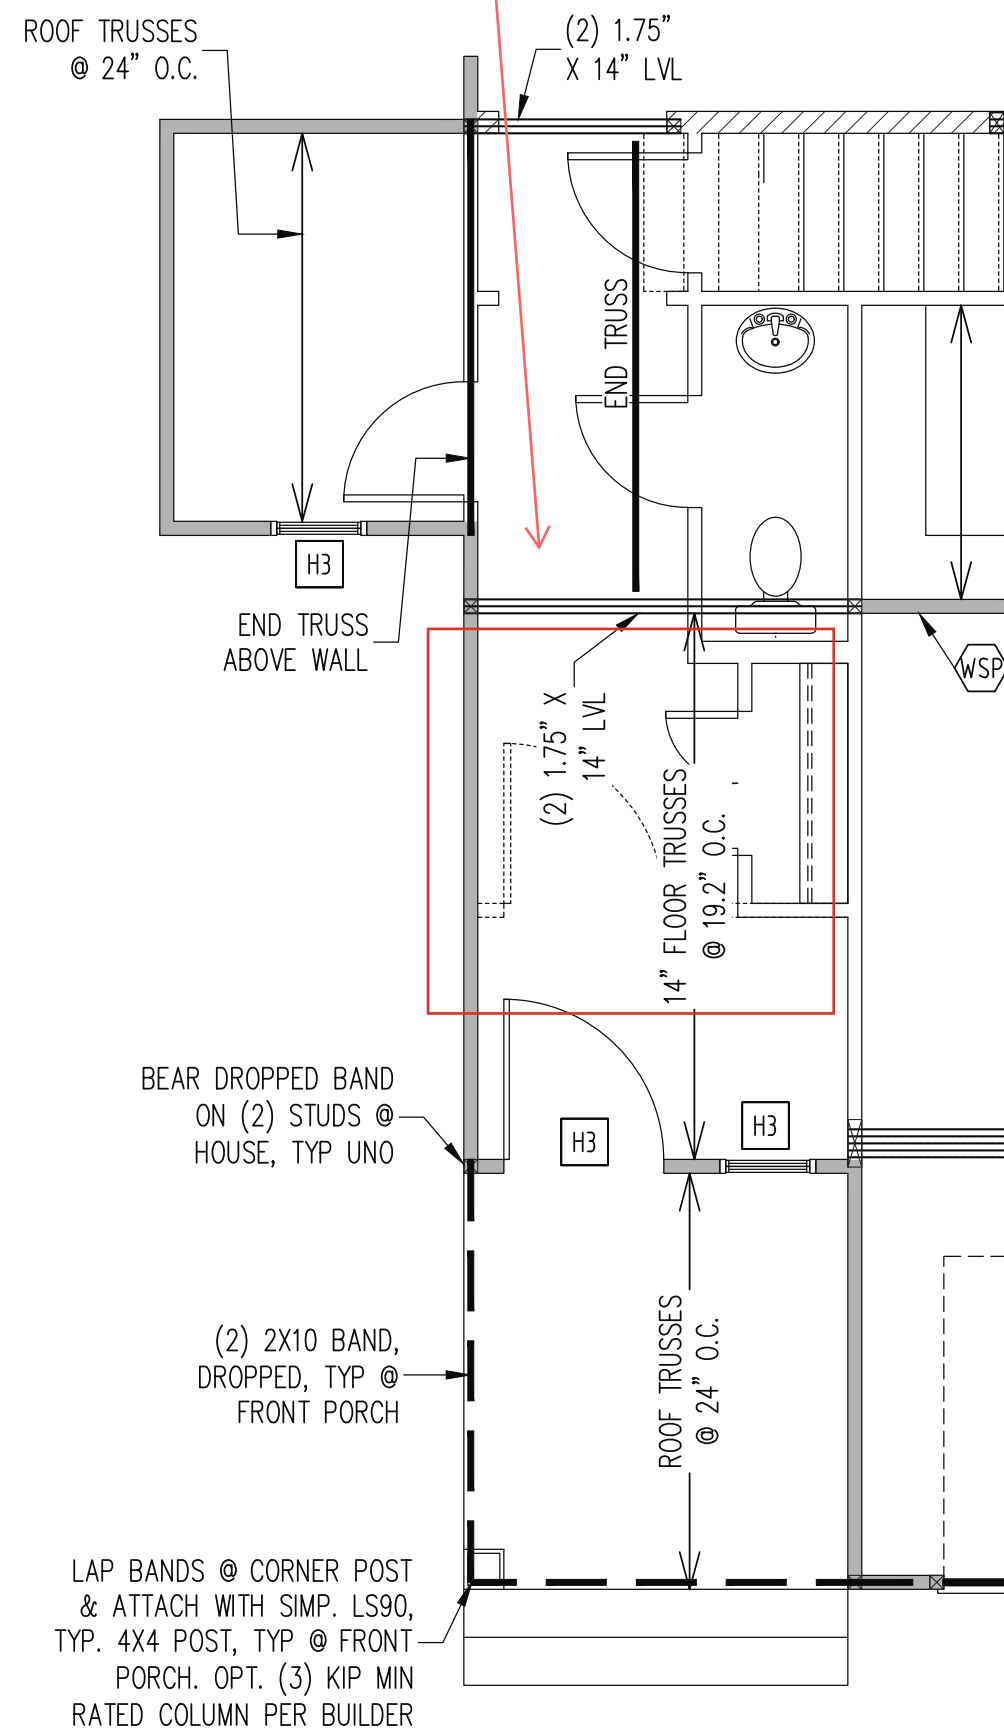 ROOF TRUSSES
@ 24" O.C.
(2) 1.75"
X 14" LVL
END TRUSS
H3
END TRUSS
ABOVE WALL
WSP
(2) 1.75" X
14" LVL
14" FLOOR TRUSSES
@ 19.2" O.C.
BEAR DROPPED BAND
ON (2) STUDS @
HOUSE, TYP UNO
H3
H3
(2) 2X10 BAND,
DROPPED, TYP @
FRONT PORCH
ROOF TRUSSES
@ 24" O.C.
LAP BANDS @ CORNER POST
& ATTACH WITH SIMP. LS90,
TYP. 4X4 POST, TYP @ FRONT
PORCH. OPT. (3) KIP MIN
RATED COLUMN PER BUILDER